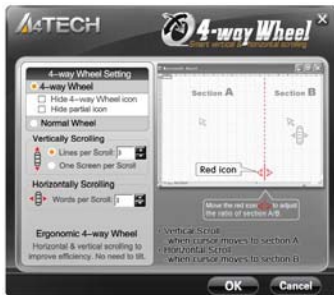 A4TECH
4-way Wheel
Smart vertical & horizontal scrolling
4-way Wheel Setting
4-way Wheel
Hide 4-way Wheel icon
Hide partial icon
Normal Wheel
Vertically Scrolling
Lines per Scroll: 3
One Screen per Scroll
Horizontally Scrolling
Words per Scroll:
Ergonomic 4-way Wheel
Horizontal & vertical scrolling to
improve efficiency. No need to tilt.
Section A
Section B
Red icon
Move the red icon to adjust
the ratio of section A/B.
Vertical Scroll
when cursor moves to section A
Horizontal Scroll
when cursor moves to section B
OK
Cancel